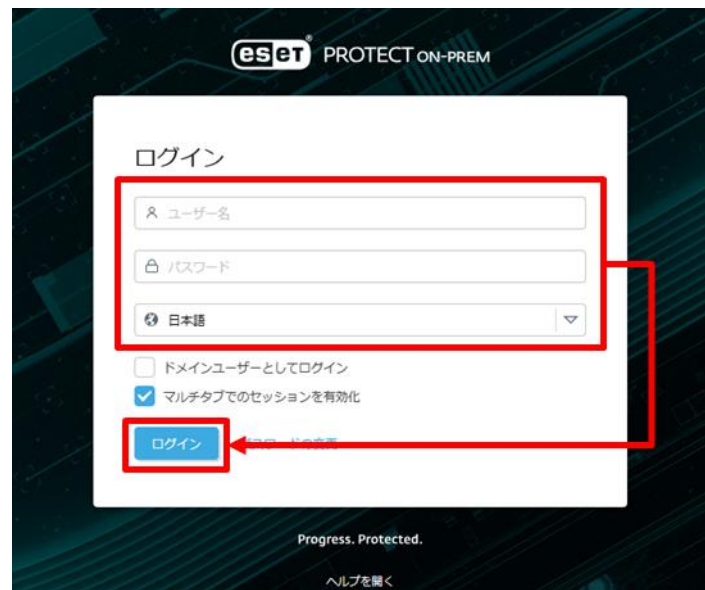 eset PROTECT ON-PREM
ログイン
ユーザー名
パスワード
日本語
ドメインユーザーとしてログイン
マルチタブでのセッションを有効化
ログイン
Progress. Protected.
ヘルプを開く